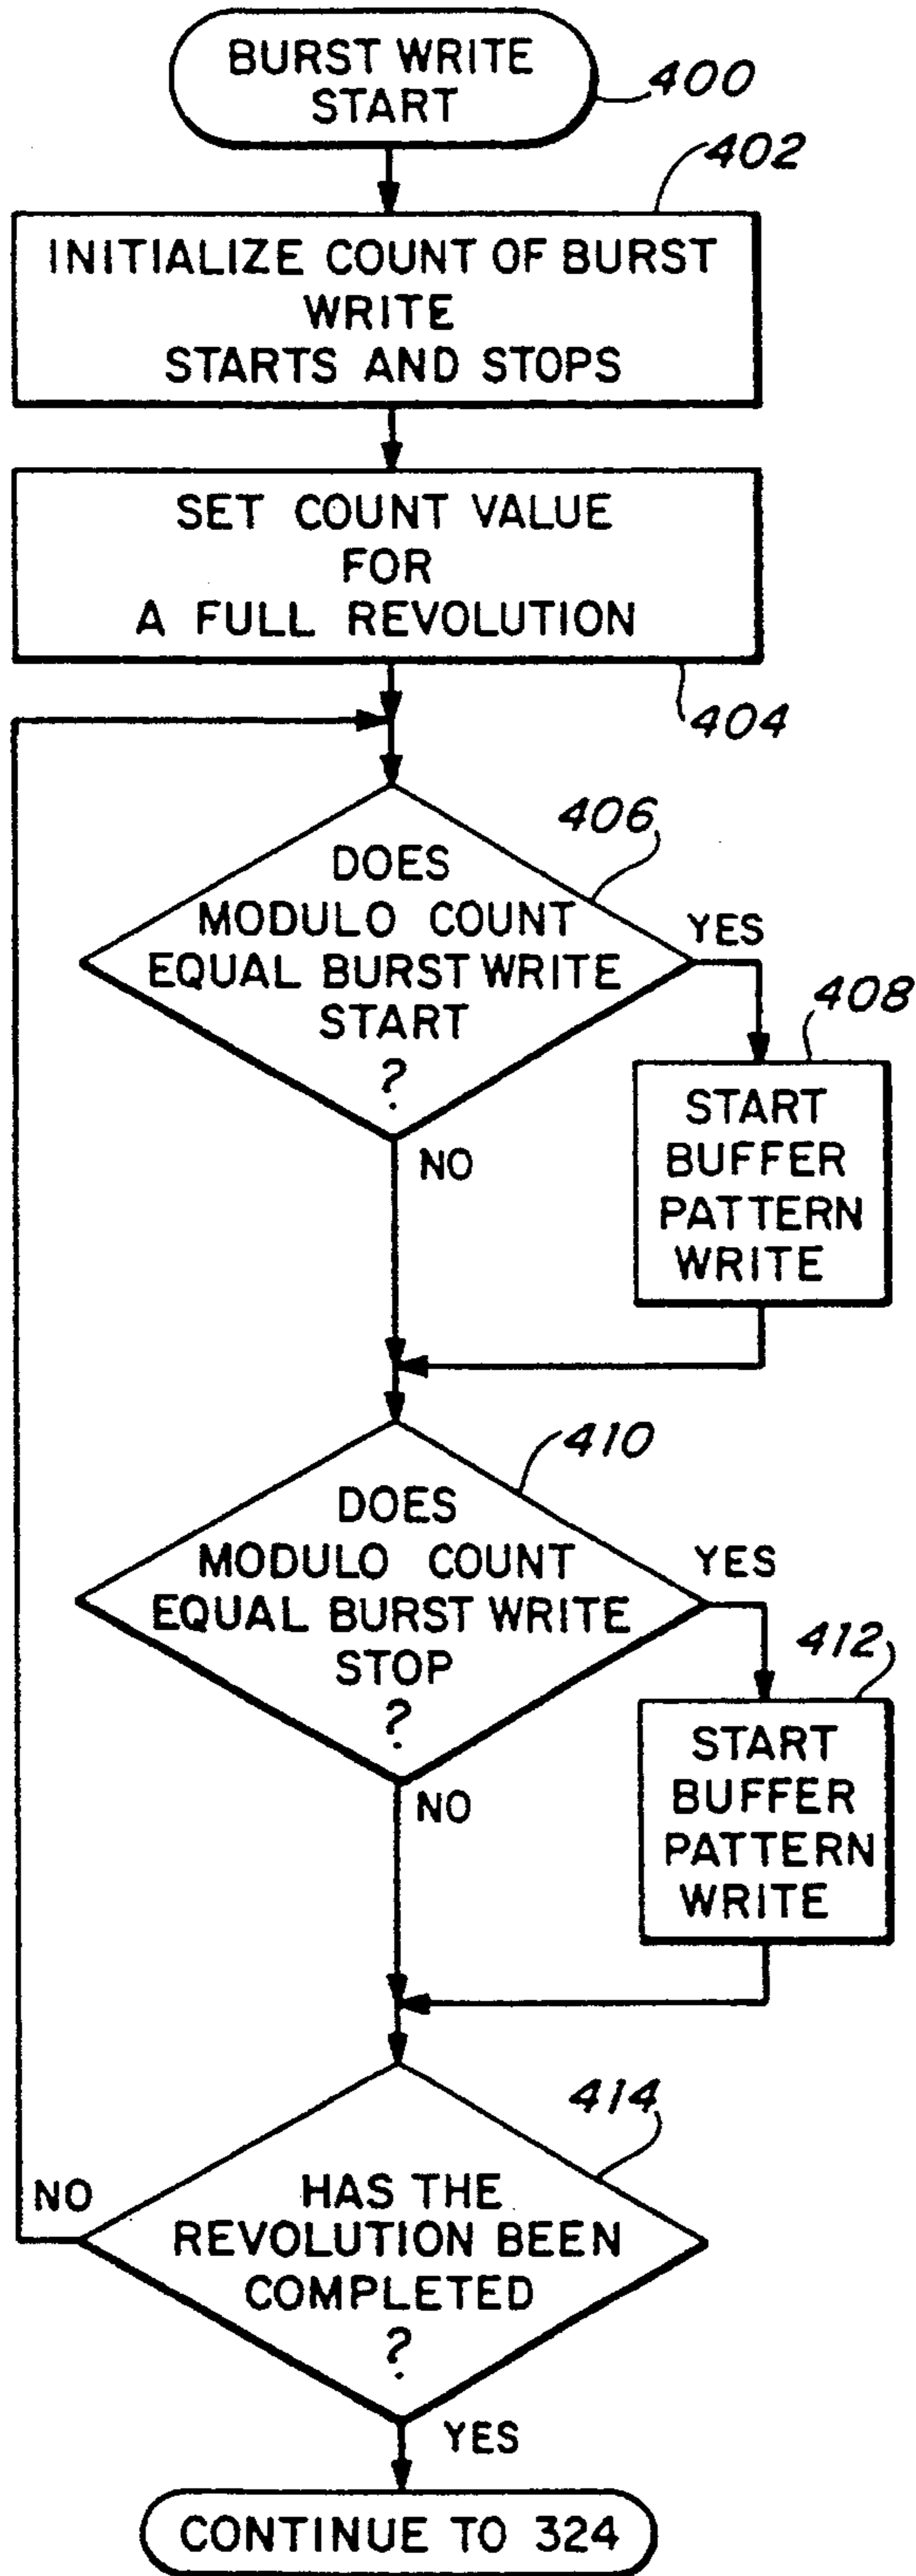 BURST WRITE
START
400
402
INITIALIZE COUNT OF BURST
WRITE
STARTS AND STOPS
SET COUNT VALUE
FOR
A FULL REVOLUTION
404
406
DOES
MODULO COUNT
EQUAL BURST WRITE
START
?
YES
NO
408
START
BUFFER
PATTERN
WRITE
410
DOES
MODULO COUNT
EQUAL BURST WRITE
STOP
?
YES
NO
412
START
BUFFER
PATTERN
WRITE
414
HAS THE
REVOLUTION BEEN
COMPLETED
?
NO
YES
CONTINUE TO 324